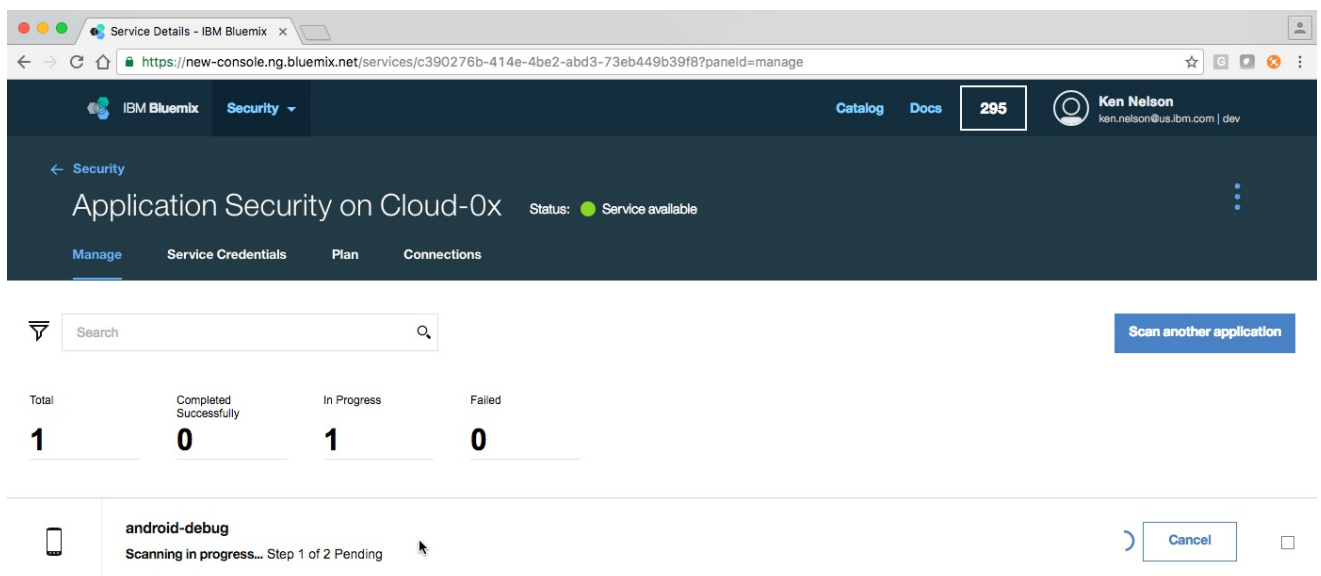 Service Details - IBM Bluemix
https://new-console.ng.bluemix.net/services/c390276b-414e-4be2-abd3-73eb449b39f8?paneId=manage
IBM Bluemix Security Catalog Docs 295 Ken Nelson
ken.nelson@us.ibm.com | dev
← Security
Application Security on Cloud-0x Status: Service available
Manage Service Credentials Plan Connections
Search Scan another application
Total Completed In Progress Failed
Successfully
1 0 1 0
android-debug
Scanning in progress... Step 1 of 2 Pending Cancel